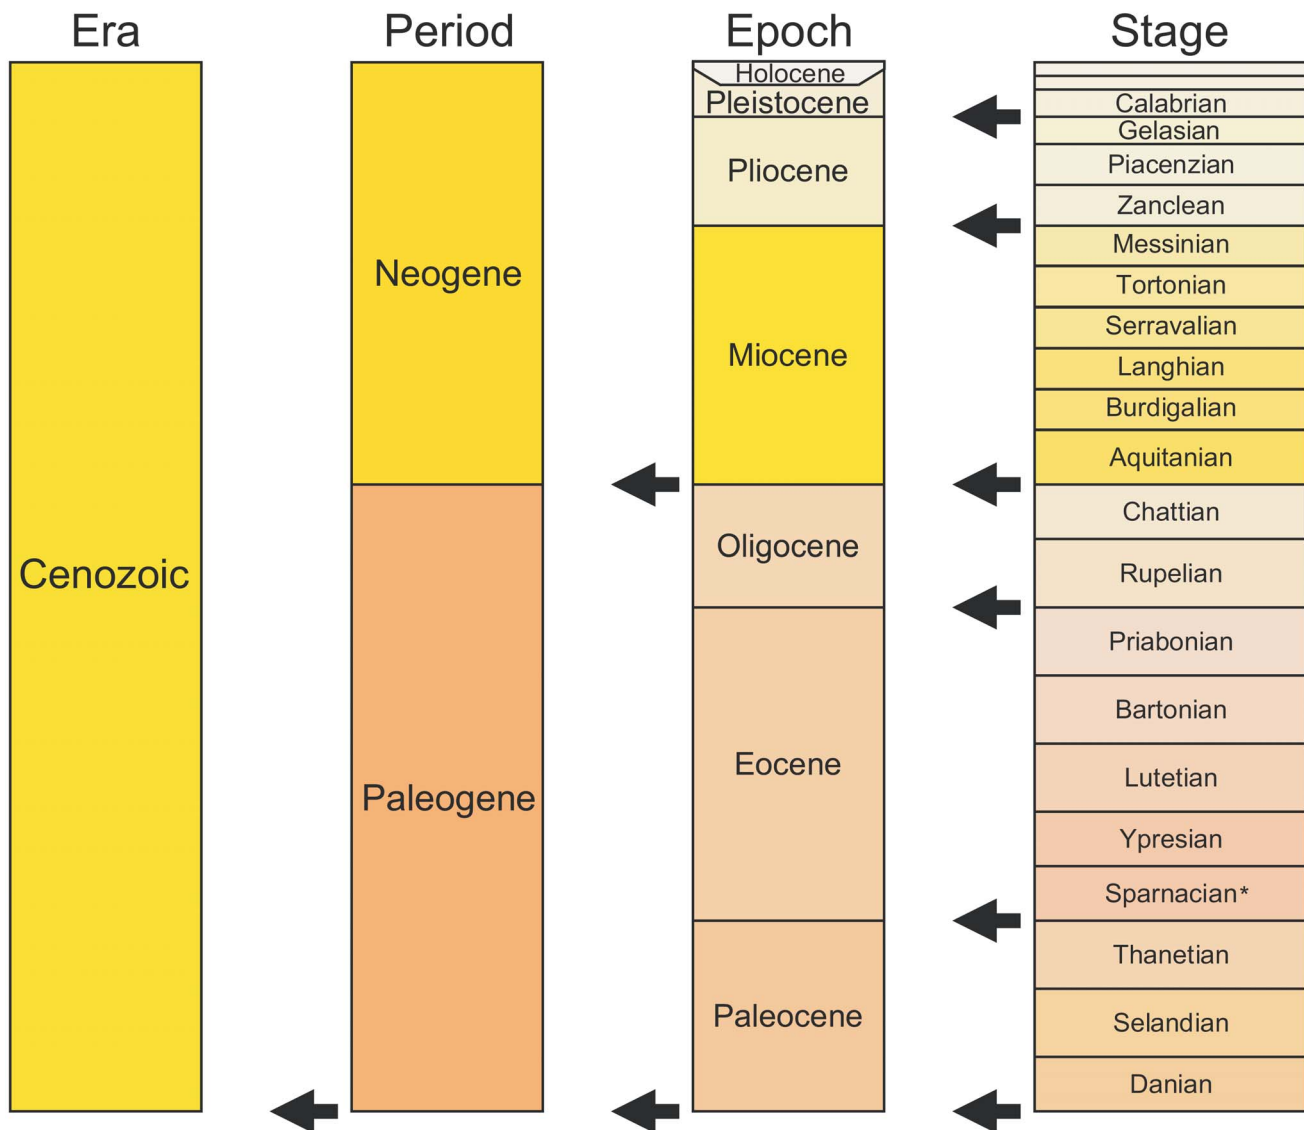 Era
Period
Epoch
Stage
Cenozoic
Neogene
Paleogene
Holocene
Pleistocene
Pliocene
Miocene
Oligocene
Eocene
Paleocene
Calabrian
Gelasian
Piacenzian
Zanclean
Messinian
Tortonian
Serravalian
Langhian
Burdigalian
Aquitanian
Chattian
Rupelian
Priabonian
Bartonian
Lutetian
Ypresian
Sparnacian*
Thanetian
Selandian
Danian